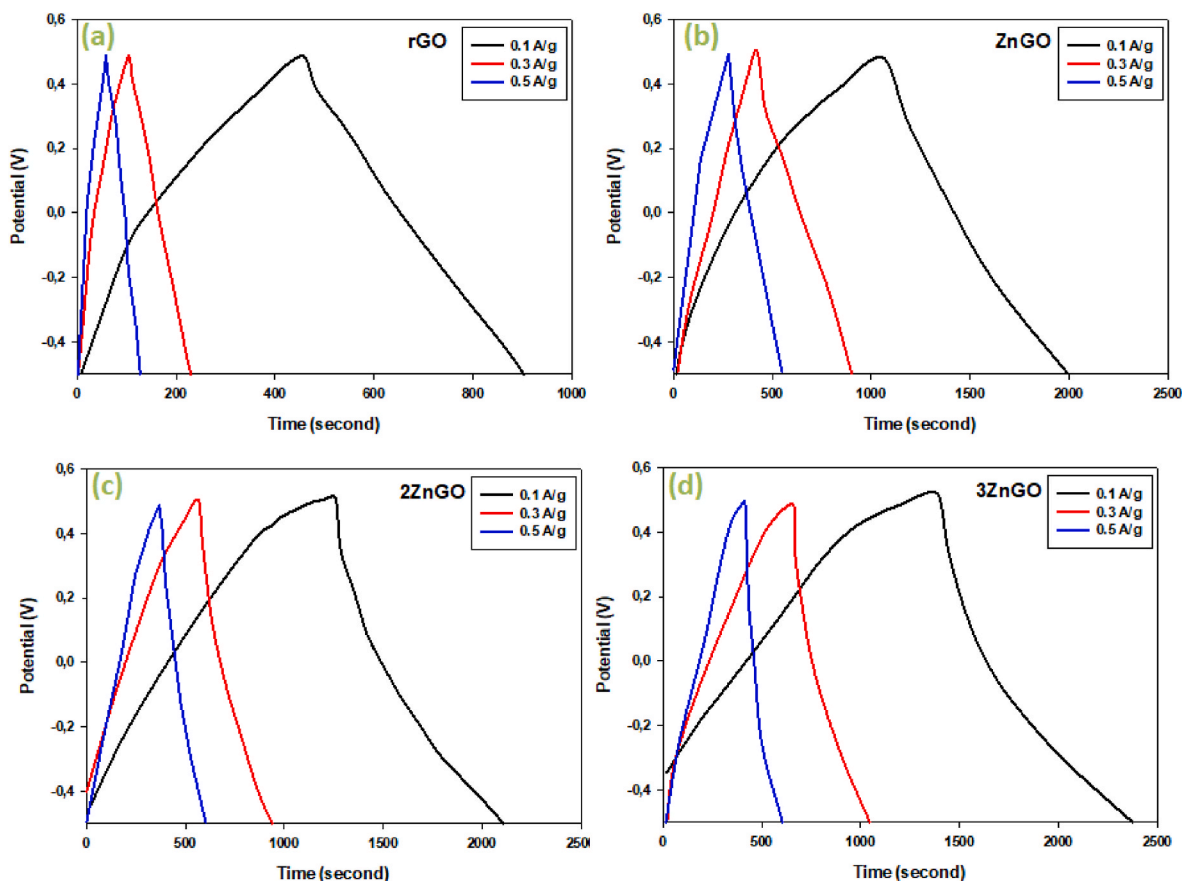 (a)
rGO
0.1 A/g
0.3 A/g
0.5 A/g
0,6
0,4
0,2
0,0
-0,2
-0,4
Potential (V)
0 200 400 600 800 1000
Time (second)
(b)
ZnGO
0.1 A/g
0.3 A/g
0.5 A/g
0,6
0,4
0,2
0,0
-0,2
-0,4
Potential (V)
0 500 1000 1500 2000 2500
Time (second)
(c)
2ZnGO
0.1 A/g
0.3 A/g
0.5 A/g
0,6
0,4
0,2
0,0
-0,2
-0,4
Potential (V)
0 500 1000 1500 2000 250
Time (second)
(d)
3ZnGO
0.1 A/g
0.3 A/g
0.5 A/g
0,6
0,4
0,2
0,0
-0,2
-0,4
Potential (V)
0 500 1000 1500 2000 2500
Time (second)